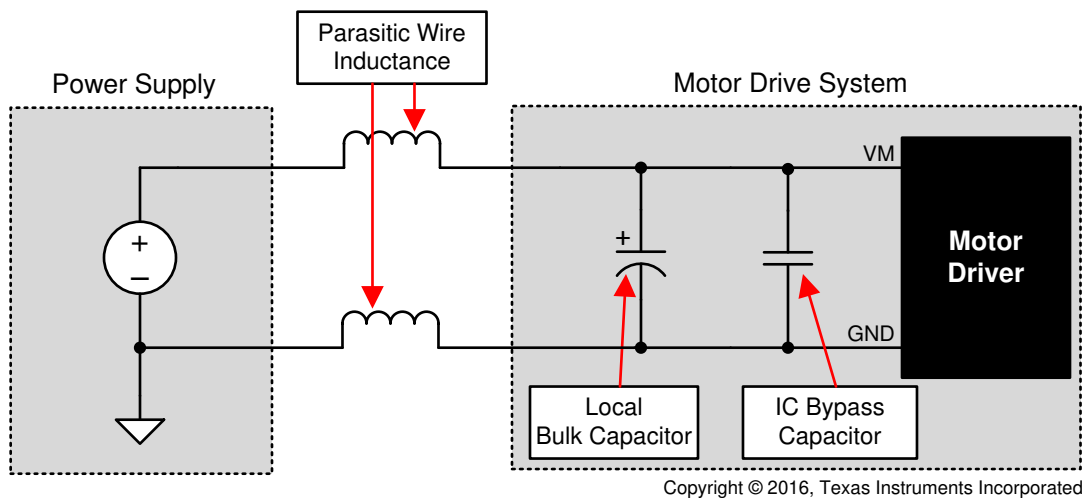 Parasitic Wire
Inductance
Power Supply
Motor Drive System
VM
+
+
–
Motor
Driver
GND
Local
Bulk Capacitor
IC Bypass
Capacitor
Copyright © 2016, Texas Instruments Incorporated